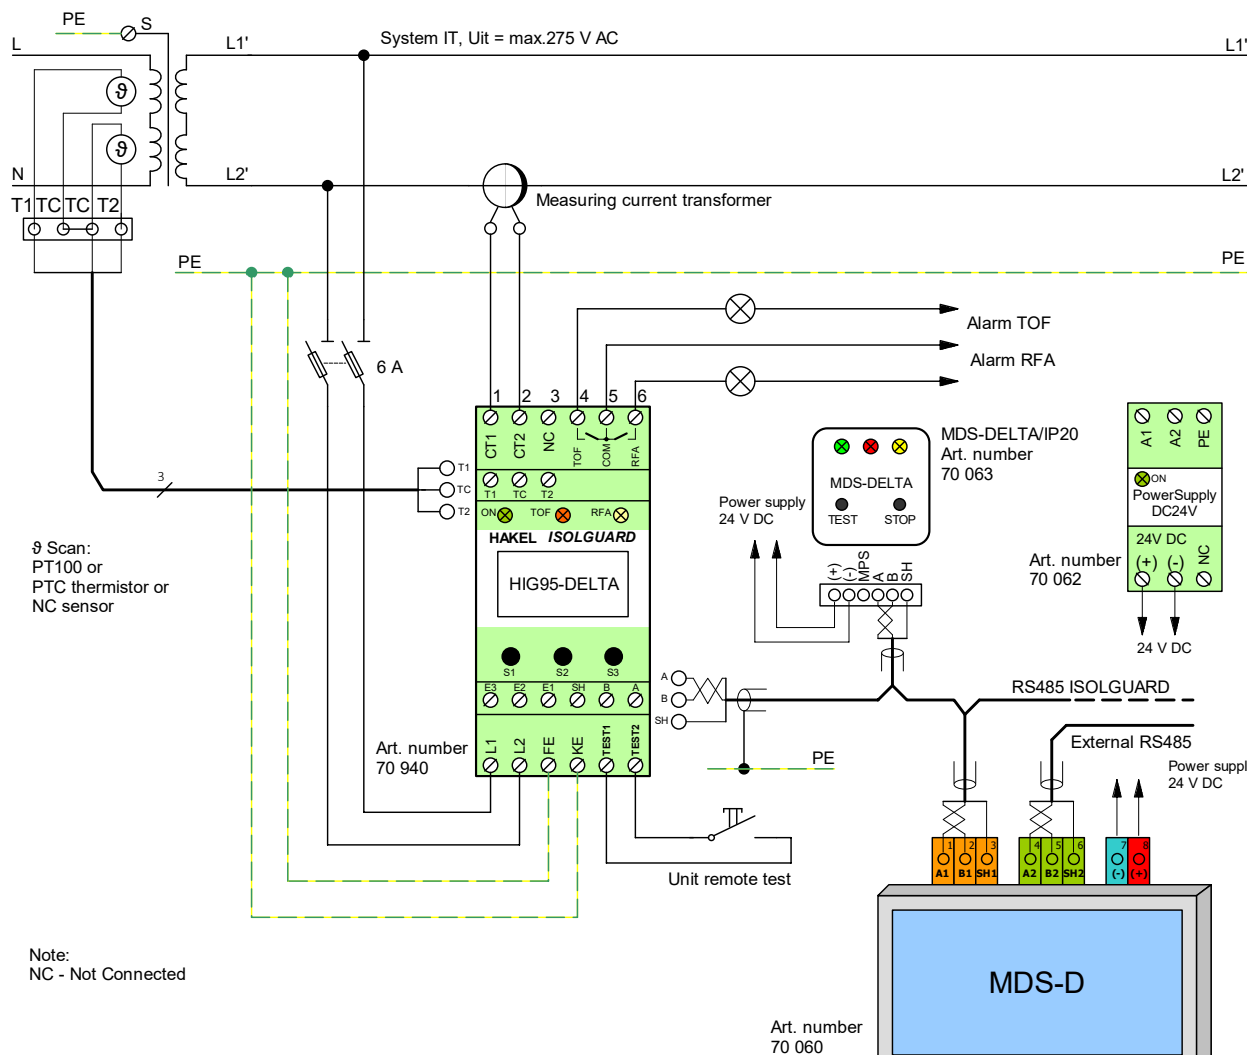 PE
S
L
L1'
System IT, Uit = max.275 V AC
L1'
ϑ
ϑ
N
L2'
L2'
Measuring current transformer
T1 TC TC T2
PE
PE
Alarm TOF
Alarm RFA
6 A
1 2 3 4 5 6
CT1 CT2 NC TOF COM RFA
T1
TC
T2
3
T1 TC T2
ON TOF RFA
HAKEL ISOLGUARD
HIG95-DELTA
S1 S2 S3
E3 E2 E1 SH B A
L1 L2 FE KE TEST1 TEST2
Art. number
70 940
ϑ Scan:
PT100 or
PTC thermistor or
NC sensor
MDS-DELTA/IP20
Art. number
70 063
MDS-DELTA
TEST STOP
Power supply
24 V DC
(+) (-) MPS A B SH
A1 A2 PE
ON
PowerSupply
DC24V
24V DC
(+) (-) NC
Art. number
70 062
24 V DC
A
B
SH
PE
RS485 ISOLGUARD
External RS485
Power suppl
24 V DC
Unit remote test
1 2 3 4 5 6 7 8
A1 B1 SH1 A2 B2 SH2 (-) (+)
MDS-D
Art. number
70 060
Note:
NC - Not Connected